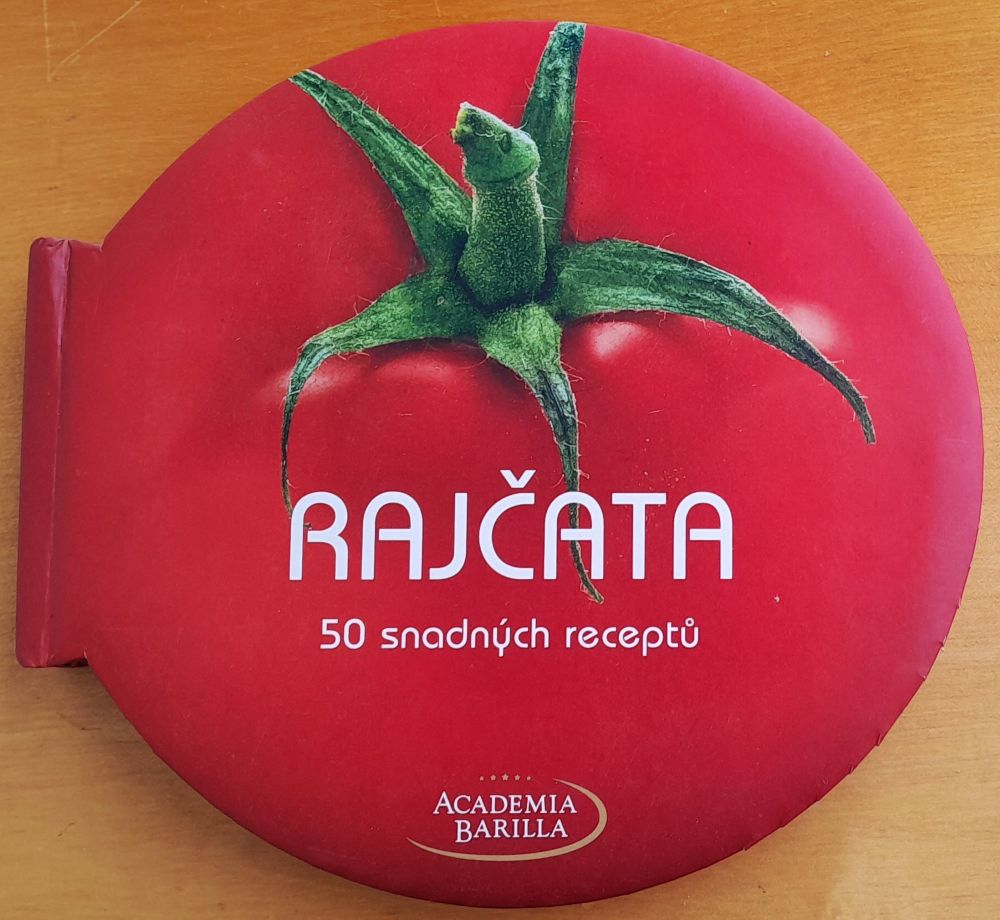 RAJČATA
50 snadných receptů
ACADEMIA
BARILLA